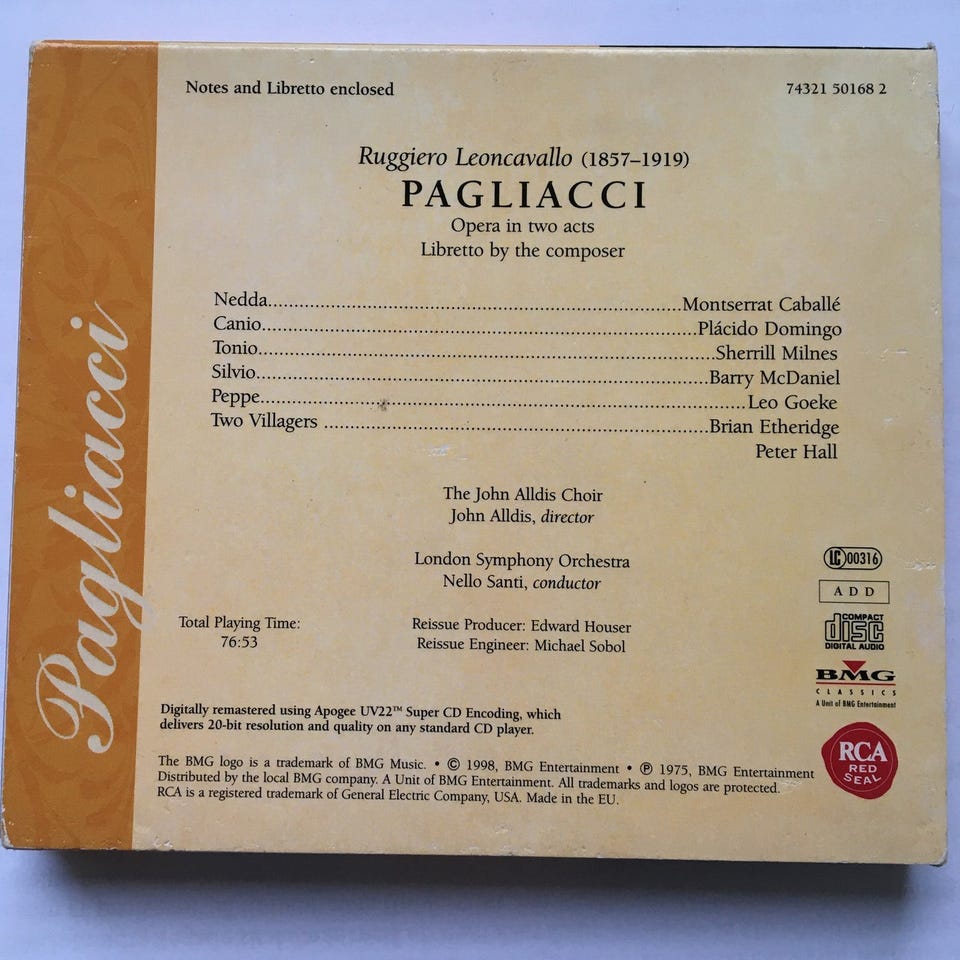 Pagliacci
Notes and Libretto enclosed
74321 50168 2
Ruggiero Leoncavallo (1857–1919)
PAGLIACCI
Opera in two acts
Libretto by the composer
Nedda..........Montserrat Caballé
Canio..........Plácido Domingo
Tonio..........Sherrill Milnes
Silvio..........Barry McDaniel
Peppe..........Leo Goeke
Two Villagers ..........Brian Etheridge
Peter Hall
The John Alldis Choir
John Alldis, director
London Symphony Orchestra
Nello Santi, conductor
Total Playing Time:
76:53
Reissue Producer: Edward Houser
Reissue Engineer: Michael Sobol
LC 00316
ADD
COMPACT
disc
DIGITAL AUDIO
BMG
CLASSICS
A Unit of BMG Entertainment
RCA
RED
SEAL
Digitally remastered using Apogee UV22™ Super CD Encoding, which
delivers 20-bit resolution and quality on any standard CD player.
The BMG logo is a trademark of BMG Music. • © 1998, BMG Entertainment • ℗ 1975, BMG Entertainment
Distributed by the local BMG company. A Unit of BMG Entertainment. All trademarks and logos are protected.
RCA is a registered trademark of General Electric Company, USA. Made in the EU.